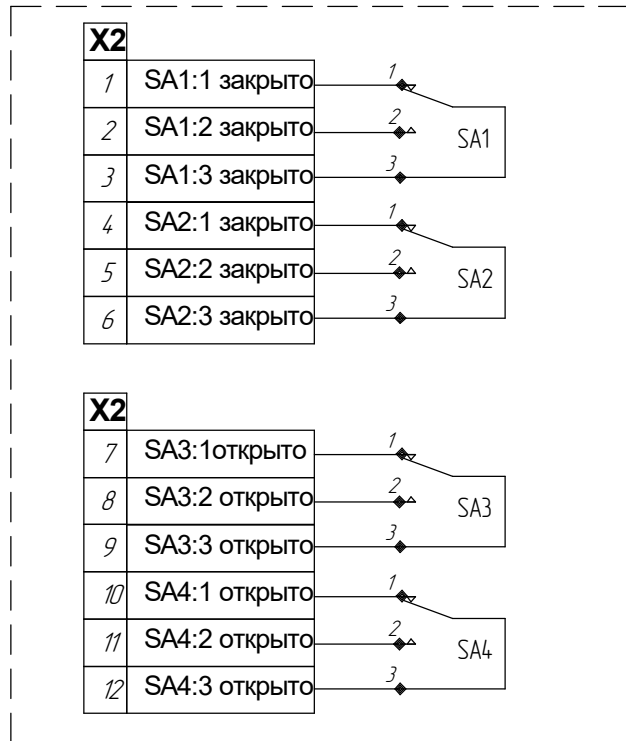 X2
1 SA1:1 закрыто 1
2 SA1:2 закрыто 2 SA1
3 SA1:3 закрыто 3
4 SA2:1 закрыто 1
5 SA2:2 закрыто 2 SA2
6 SA2:3 закрыто 3
X2
7 SA3:1открыто 1
8 SA3:2 открыто 2 SA3
9 SA3:3 открыто 3
10 SA4:1 открыто 1
11 SA4:2 открыто 2 SA4
12 SA4:3 открыто 3